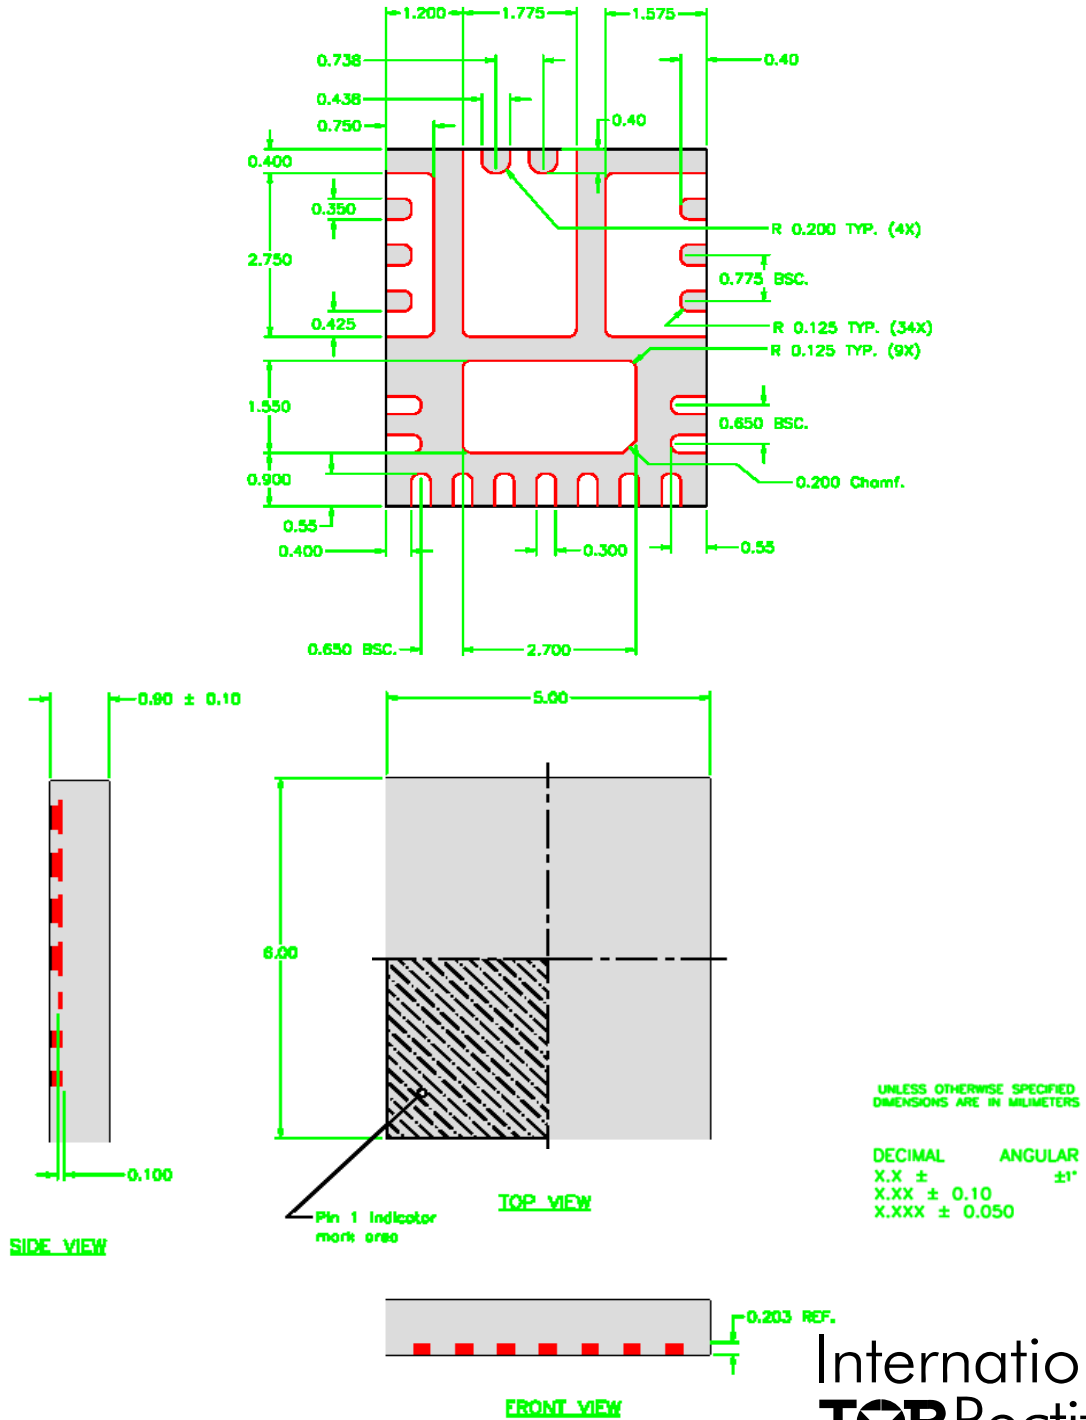 1.200 1.775 1.575
0.738 0.40
0.438
0.40
0.750
0.400
0.350
R 0.200 TYP. (4X)
2.750
0.775 BSC.
0.425
R 0.125 TYP. (34X)
R 0.125 TYP. (9X)
1.550
0.650 BSC.
0.900
0.200 Chamf.
0.55
0.400 0.300 0.55
0.650 BSC. 2.700
0.90 ± 0.10 5.00
6.00
UNLESS OTHERWISE SPECIFIED
DIMENSIONS ARE IN MILIMETERS
DECIMAL ANGULAR
X.X ± ±1°
X.XX ± 0.10
X.XXX ± 0.050
0.100
TOP VIEW
Pin 1 indicator
mark area
SIDE VIEW
0.203 REF.
FRONT VIEW
Internatio